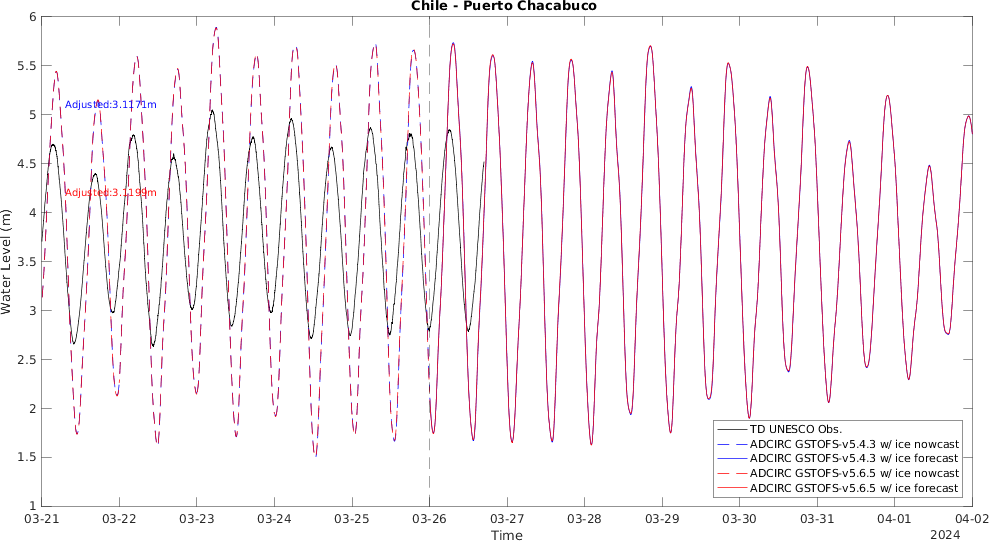 Chile - Puerto Chacabuco
6
5.5
5
4.5
4
3.5
3
2.5
2
1.5
1
Water Level (m)
Adjusted:3.1171m
Adjusted:3.1199m
TD UNESCO Obs.
ADCIRC GSTOFS-v5.4.3 w/ ice nowcast
ADCIRC GSTOFS-v5.4.3 w/ ice forecast
ADCIRC GSTOFS-v5.6.5 w/ ice nowcast
ADCIRC GSTOFS-v5.6.5 w/ ice forecast
03-21 03-22 03-23 03-24 03-25 03-26 03-27 03-28 03-29 03-30 03-31 04-01 04-02
Time
2024